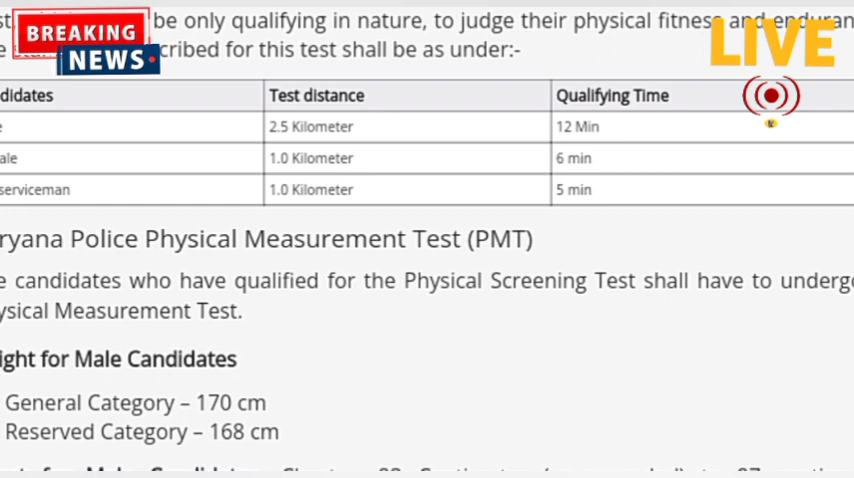 BREAKING
NEWS
LIVE
be only qualifying in nature, to judge their physical fitness and enduran
cribed for this test shall be as under:-
didates Test distance Qualifying Time
e 2.5 Kilometer 12 Min
ale 1.0 Kilometer 6 min
serviceman 1.0 Kilometer 5 min
ryana Police Physical Measurement Test (PMT)
e candidates who have qualified for the Physical Screening Test shall have to underg
ysical Measurement Test.
ight for Male Candidates
General Category – 170 cm
Reserved Category – 168 cm